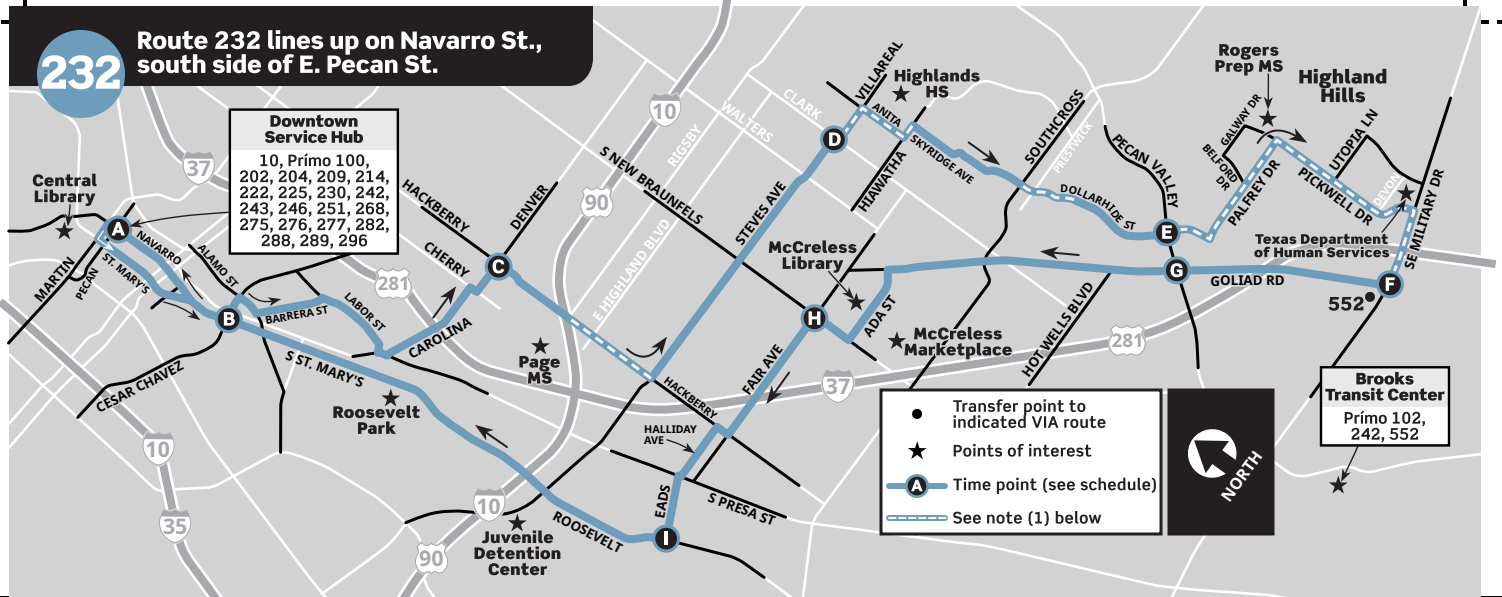 232
Route 232 lines up on Navarro St.,
south side of E. Pecan St.
Downtown
Service Hub
10, Prímo 100,
202, 204, 209, 214,
222, 225, 230, 242,
243, 246, 251, 268,
275, 276, 277, 282,
288, 289, 296
Central
Library
37
A
NAVARRO
ST. MARY'S
MARTIN
PECAN
ALAMO ST
B
BARRERA ST
LABOR ST
CAROLINA
CESAR CHAVEZ
S ST. MARY'S
Roosevelt
Park
10
35
HACKBERRY
CHERRY
DENVER
C
281
90
10
RIGSBY
WALTERS
CLARK
S NEW BRAUNFELS
E HIGHLAND BLVD
STEVES AVE
Page
MS
HACKBERRY
HALLIDAY
AVE
EADS
I
S PRESA ST
ROOSEVELT
10
90
Juvenile
Detention
Center
D
VILLAREAL
ANITA
Highlands
HS
HIAWATHA
SKYRIDGE AVE
SOUTHCROSS
PRESTWICK
DOLLARHIDE ST
PECAN VALLEY
E
G
GOLIAD RD
McCreless
Library
H
ADA ST
FAIR AVE
37
McCreless
Marketplace
HOT WELLS BLVD
281
Rogers
Prep MS
Highland
Hills
GALWAY DR
BELFORD
DR
PALFREY DR
UTOPIA LN
PICKWELL DR
DEVON
SE MILITARY DR
Texas Department
of Human Services
F
552
Brooks
Transit Center
Prímo 102,
242, 552
Transfer point to
indicated VIA route
Points of interest
A
Time point (see schedule)
See note (1) below
NORTH